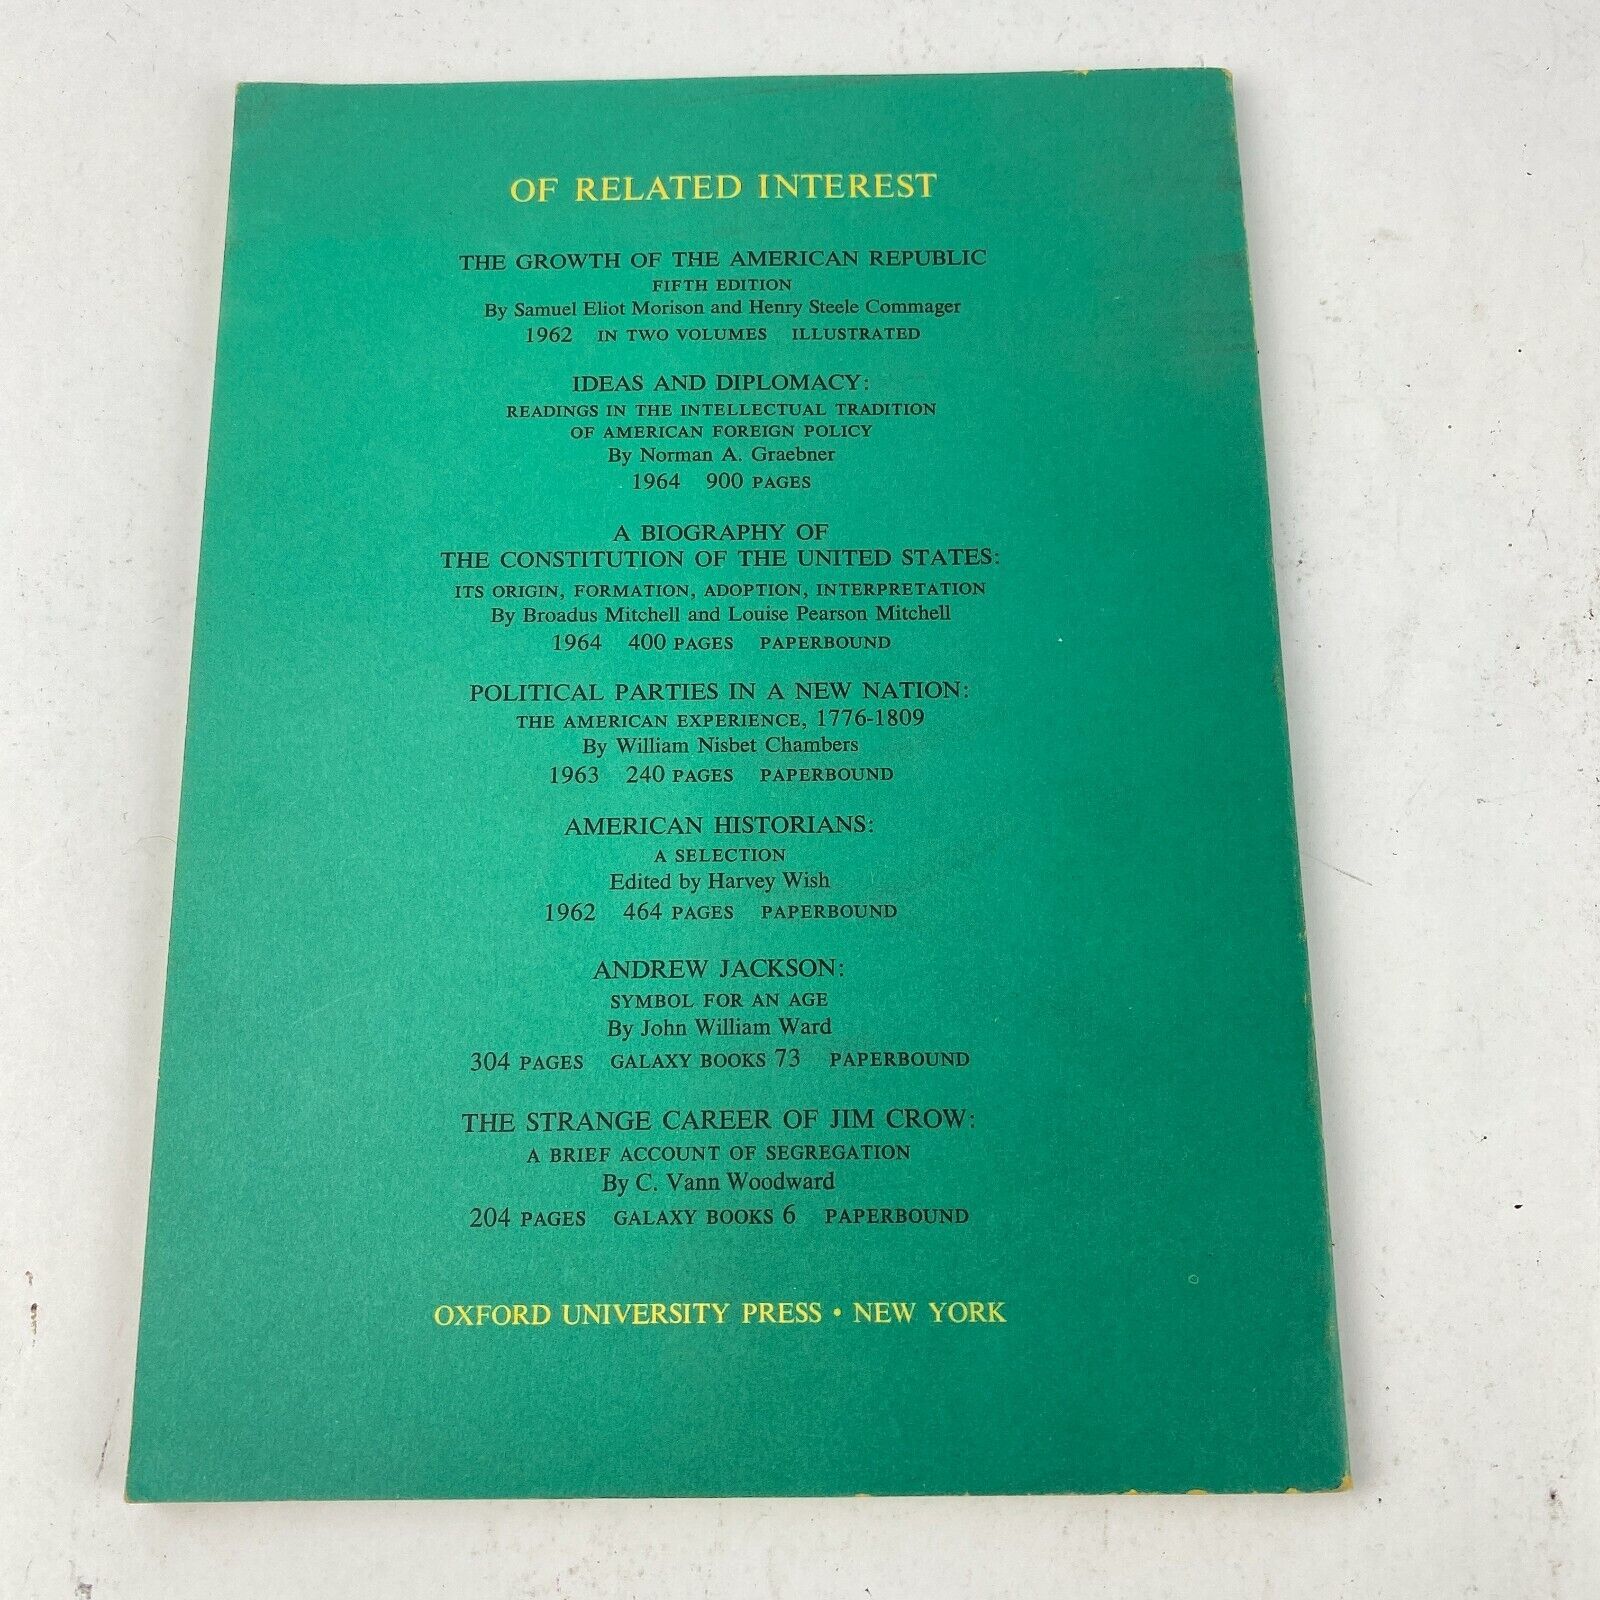 OF RELATED INTEREST
THE GROWTH OF THE AMERICAN REPUBLIC
FIFTH EDITION
By Samuel Eliot Morison and Henry Steele Commager
1962 IN TWO VOLUMES ILLUSTRATED
IDEAS AND DIPLOMACY:
READINGS IN THE INTELLECTUAL TRADITION
OF AMERICAN FOREIGN POLICY
By Norman A. Graebner
1964 900 PAGES
A BIOGRAPHY OF
THE CONSTITUTION OF THE UNITED STATES:
ITS ORIGIN, FORMATION, ADOPTION, INTERPRETATION
By Broadus Mitchell and Louise Pearson Mitchell
1964 400 PAGES PAPERBOUND
POLITICAL PARTIES IN A NEW NATION:
THE AMERICAN EXPERIENCE, 1776-1809
By William Nisbet Chambers
1963 240 PAGES PAPERBOUND
AMERICAN HISTORIANS:
A SELECTION
Edited by Harvey Wish
1962 464 PAGES PAPERBOUND
ANDREW JACKSON:
SYMBOL FOR AN AGE
By John William Ward
304 PAGES GALAXY BOOKS 73 PAPERBOUND
THE STRANGE CAREER OF JIM CROW:
A BRIEF ACCOUNT OF SEGREGATION
By C. Vann Woodward
204 PAGES GALAXY BOOKS 6 PAPERBOUND
OXFORD UNIVERSITY PRESS • NEW YORK